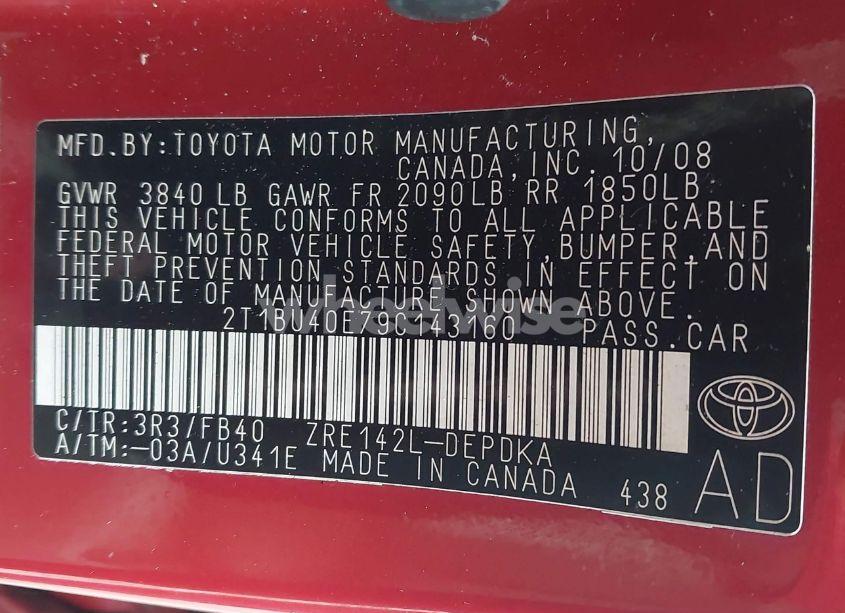 MFD.BY:TOYOTA MOTOR MANUFACTURING,
CANADA,INC. 10/08
GVWR 3840 LB GAWR FR 2090LB RR 1850LB
THIS VEHICLE CONFORMS TO ALL APPLICABLE
FEDERAL MOTOR VEHICLE SAFETY,BUMPER,AND
THEFT PREVENTION STANDARDS IN EFFECT ON
THE DATE OF MANUFACTURE SHOWN ABOVE.
wheelwise
2T1BU40E79C143160 PASS.CAR
C/TR:3R3/FB40 ZRE142L-DEPDKA
A/TM:-03A/U341E MADE IN CANADA 438
AD